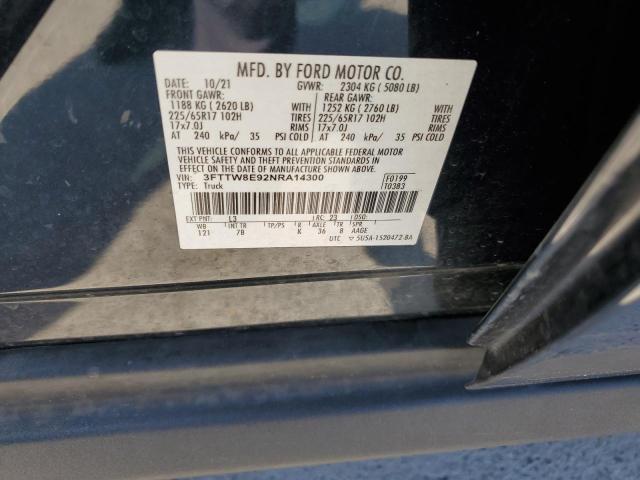 MFD. BY FORD MOTOR CO.
DATE: 10/21 GVWR: 2304 KG ( 5080 LB)
FRONT GAWR: REAR GAWR:
1188 KG ( 2620 LB) WITH 1252 KG ( 2760 LB) WITH
225/65R17 102H TIRES 225/65R17 102H TIRES
17x7.0J RIMS 17x7.0J RIMS
AT 240 kPa/ 35 PSI COLD AT 240 kPa/ 35 PSI COLD
THIS VEHICLE CONFORMS TO ALL APPLICABLE FEDERAL MOTOR
VEHICLE SAFETY AND THEFT PREVENTION STANDARDS IN
EFFECT ON THE DATE OF MANUFACTURE SHOWN ABOVE.
VIN: 3FTTW8E92NRA14300 F0199
TYPE: Truck T0383
EXT PNT: L3 RC: 23 DSO:
WB INT TR TP/PS R AXLE TR SPR
121 7B K 36 8 AAGE
UTC ▽ 5U5A-1520472-BA